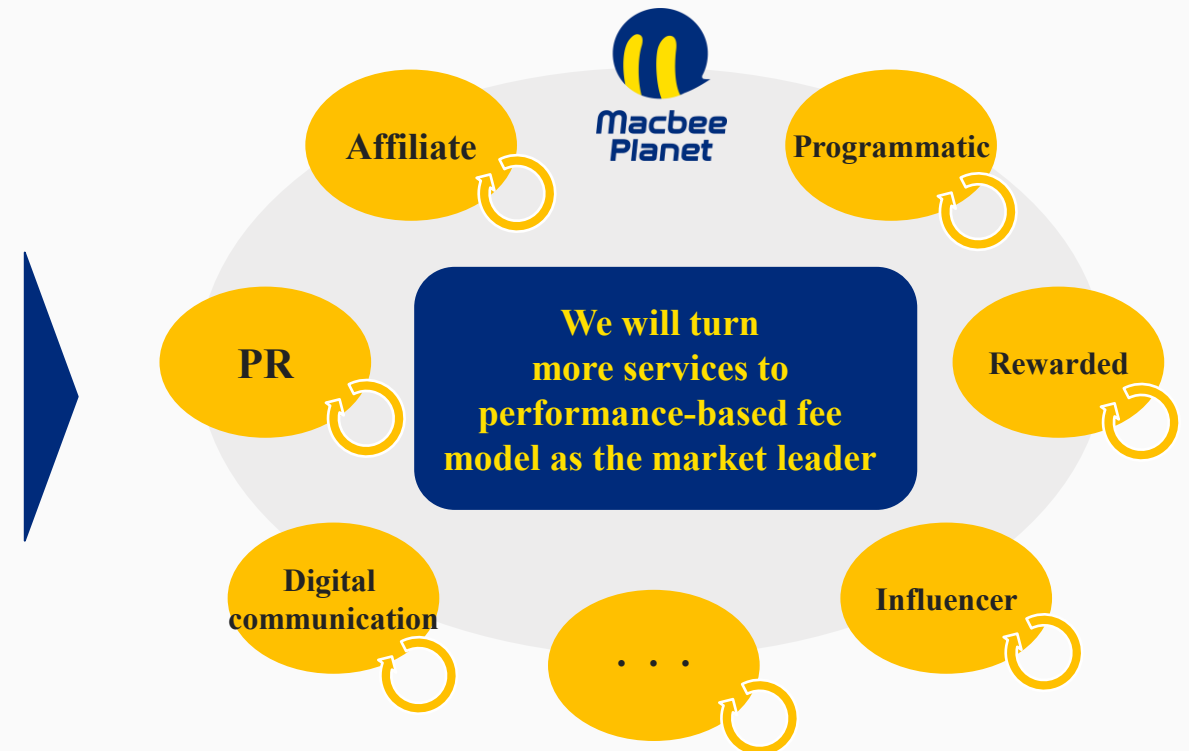 Macbee
Planet
Affiliate
Programmatic
PR
We will turn
more services to
performance-based fee
model as the market leader
Rewarded
Digital
communication
Influencer
・・・